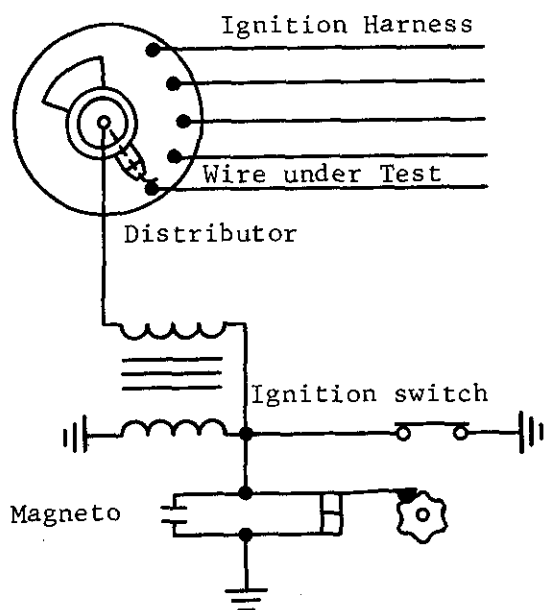 Ignition Harness
Wire under Test
Distributor
Ignition switch
Magneto